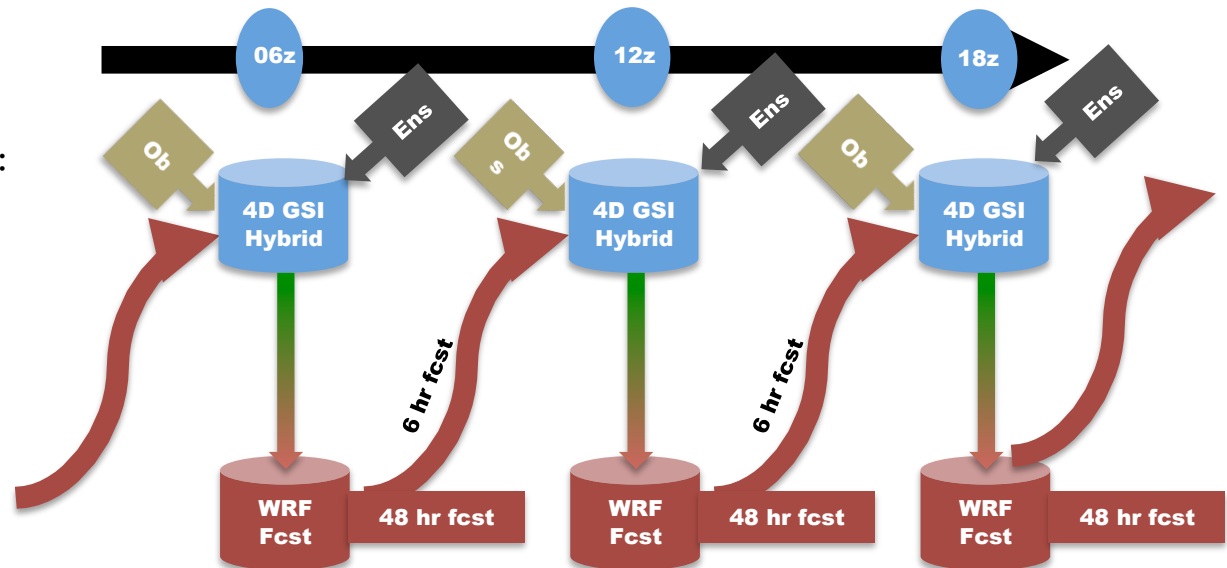 06z
12z
18z
:
Ob
Ens
Ob
s
Ens
Ob
Ens
4D GSI
Hybrid
4D GSI
Hybrid
4D GSI
Hybrid
6 hr fcst
6 hr fcst
WRF
Fcst
48 hr fcst
WRF
Fcst
48 hr fcst
WRF
Fcst
48 hr fcst